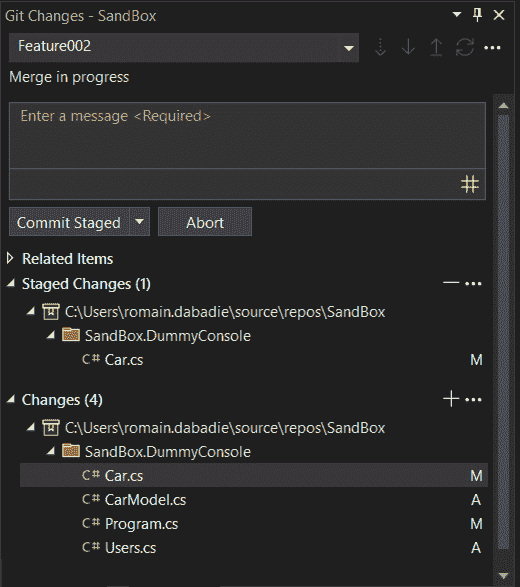 Git Changes - SandBox
Feature002
Merge in progress
Enter a message <Required>
Commit Staged
Abort
Related Items
Staged Changes (1)
C:\Users\romain.dabadie\source\repos\SandBox
SandBox.DummyConsole
C# Car.cs M
Changes (4)
C:\Users\romain.dabadie\source\repos\SandBox
SandBox.DummyConsole
C# Car.cs M
C# CarModel.cs A
C# Program.cs M
C# Users.cs A